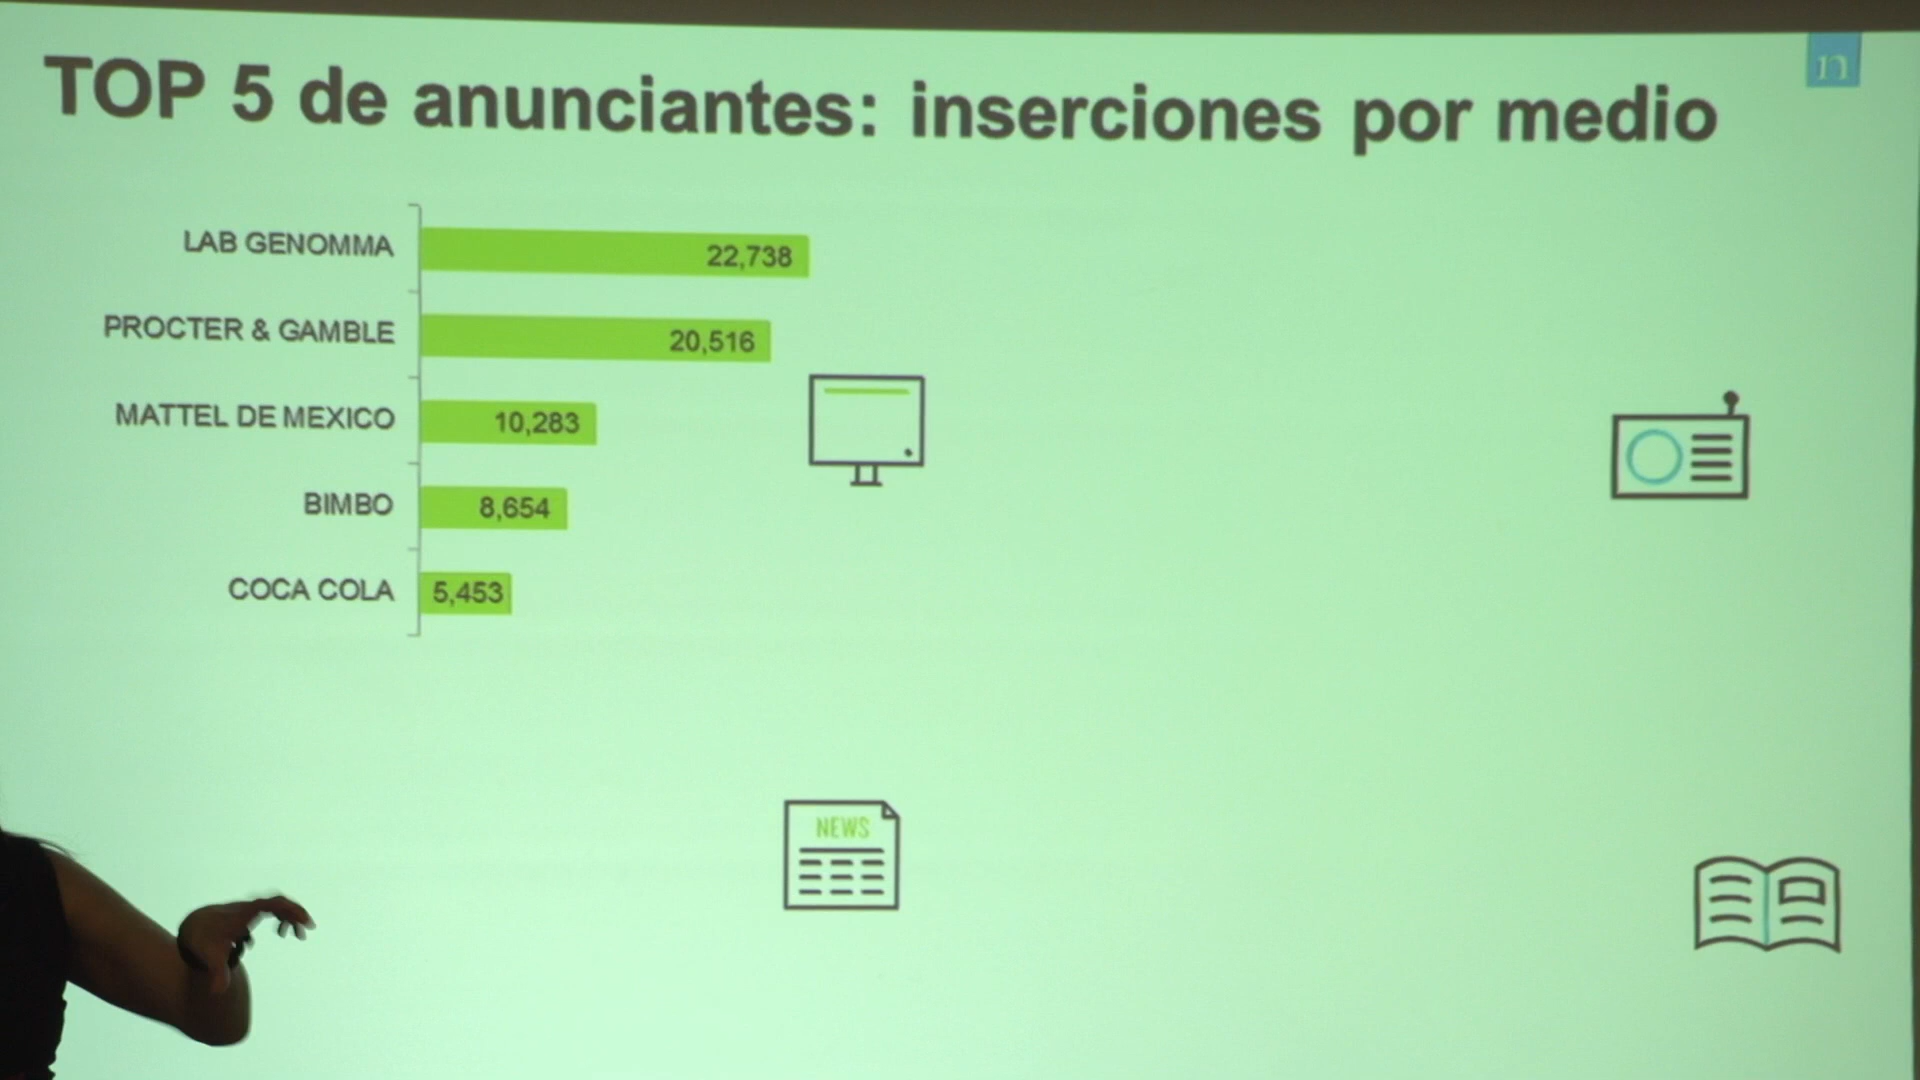 TOP 5 de anunciantes: inserciones por medio
n
LAB GENOMMA 22,738
PROCTER & GAMBLE 20,516
MATTEL DE MEXICO 10,283
BIMBO 8,654
COCA COLA 5,453
NEWS